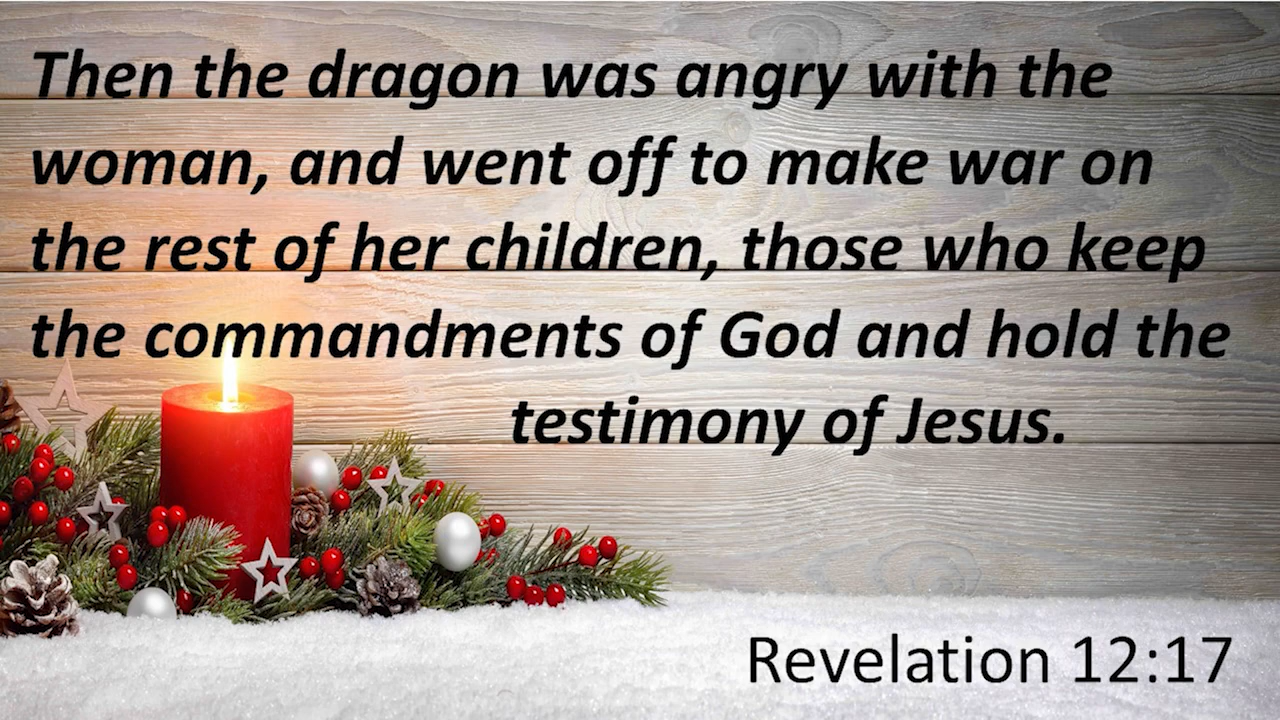 Then the dragon was angry with the
woman, and went off to make war on
the rest of her children, those who keep
the commandments of God and hold the
testimony of Jesus.
Revelation 12:17